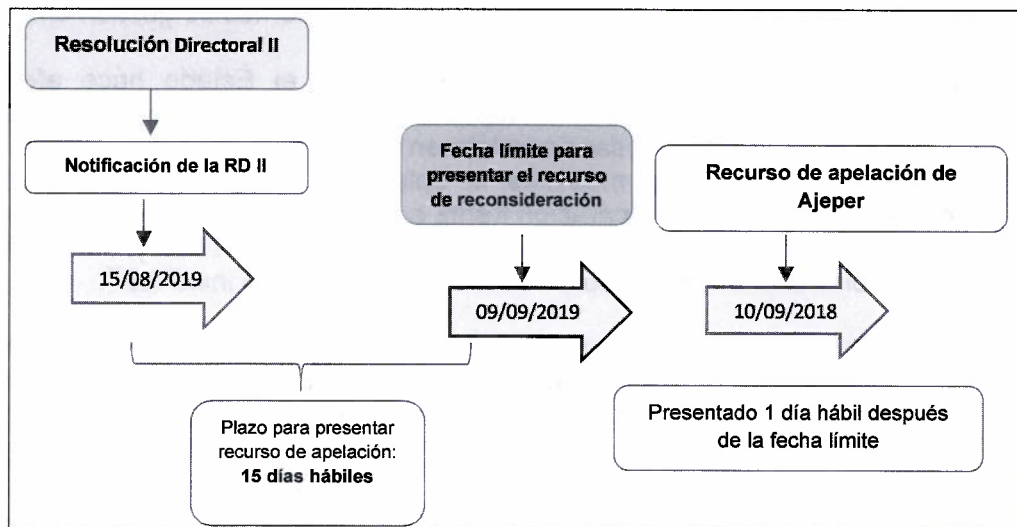 Resolución Directoral II
Notificación de la RD II
15/08/2019
Fecha límite para
presentar el recurso
de reconsideración
09/09/2019
Recurso de apelación de
Ajeper
10/09/2018
Plazo para presentar
recurso de apelación:
15 días hábiles
Presentado 1 día hábil después
de la fecha límite